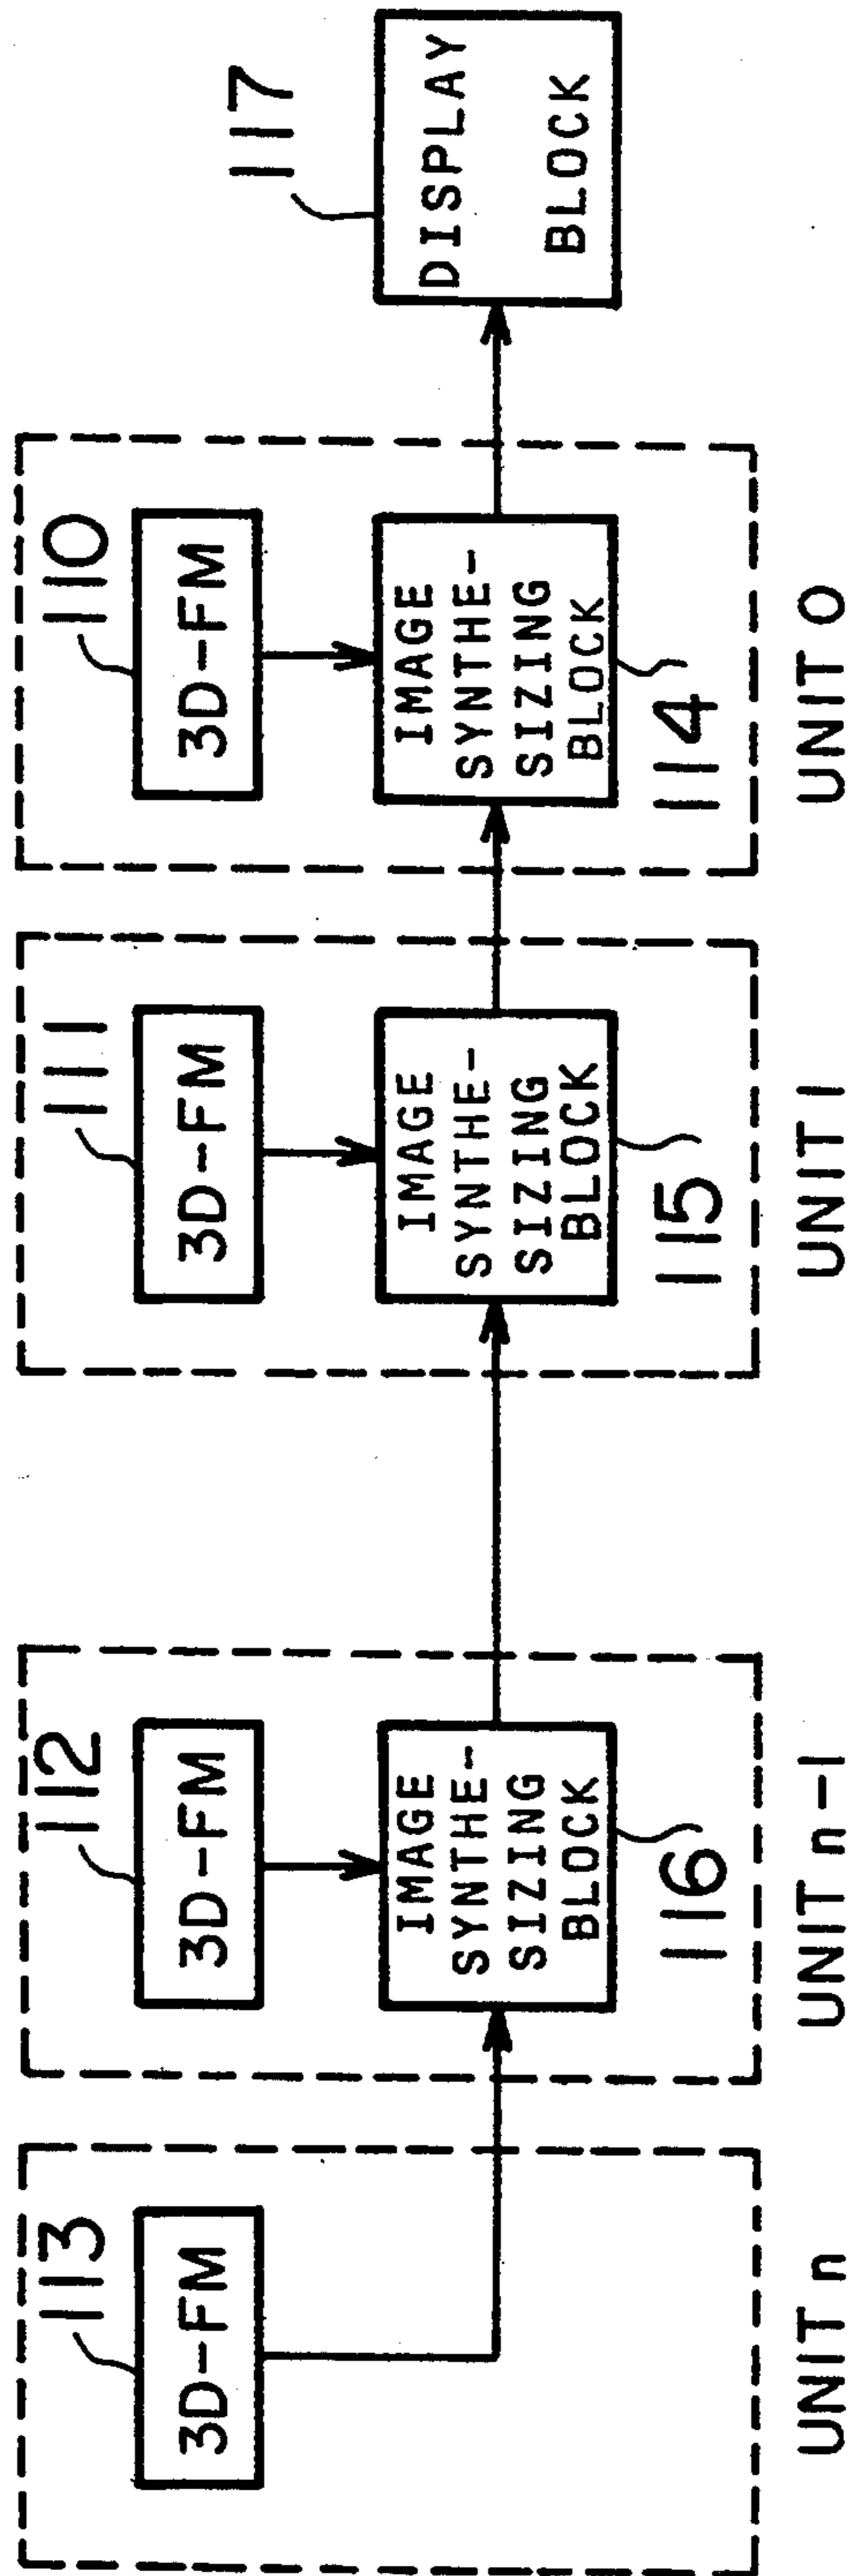 113
3D-FM
UNIT n
112
3D-FM
IMAGE
SYNTHE-
SIZING
BLOCK
116
UNIT n-1
111
3D-FM
IMAGE
SYNTHE-
SIZING
BLOCK
115
UNIT 1
110
3D-FM
IMAGE
SYNTHE-
SIZING
BLOCK
114
UNIT 0
117
DISPLAY
BLOCK